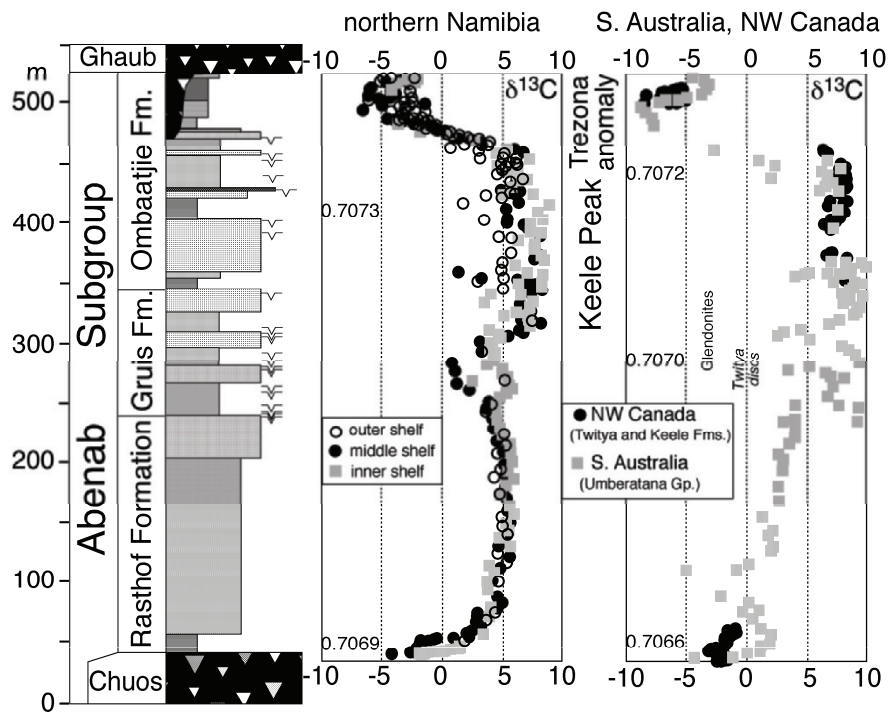 northern Namibia
S. Australia, NW Canada
Ghaub
-10 -5 0 5 10
-10 -5 0 5 10
m
500
400
300
200
100
0
Abenab Subgroup
Ombaatjie Fm.
Gruis Fm.
Rasthof Formation
Chuos
δ13C
0.7073
0.7069
outer shelf
middle shelf
inner shelf
-10 -5 0 5 10
Trezona
anomaly
Keele Peak
δ13C
0.7072
0.7070
0.7066
Glendonites
Twitya
discs
NW Canada
(Twitya and Keele Fms.)
S. Australia
(Umberatana Gp.)
-10 -5 0 5 10